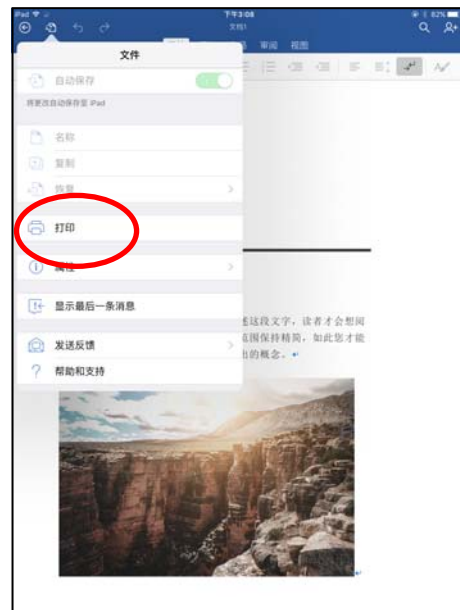 iPad 下午3:08 82%
文档1
审阅 视图
文件
自动保存
将更改自动保存至 iPad
名称
复制
恢复
打印
属性
显示最后一条消息
发送反馈
帮助和支持
述这段文字，读者才会想阅
范围保持精简，如此您才能
出的概念。